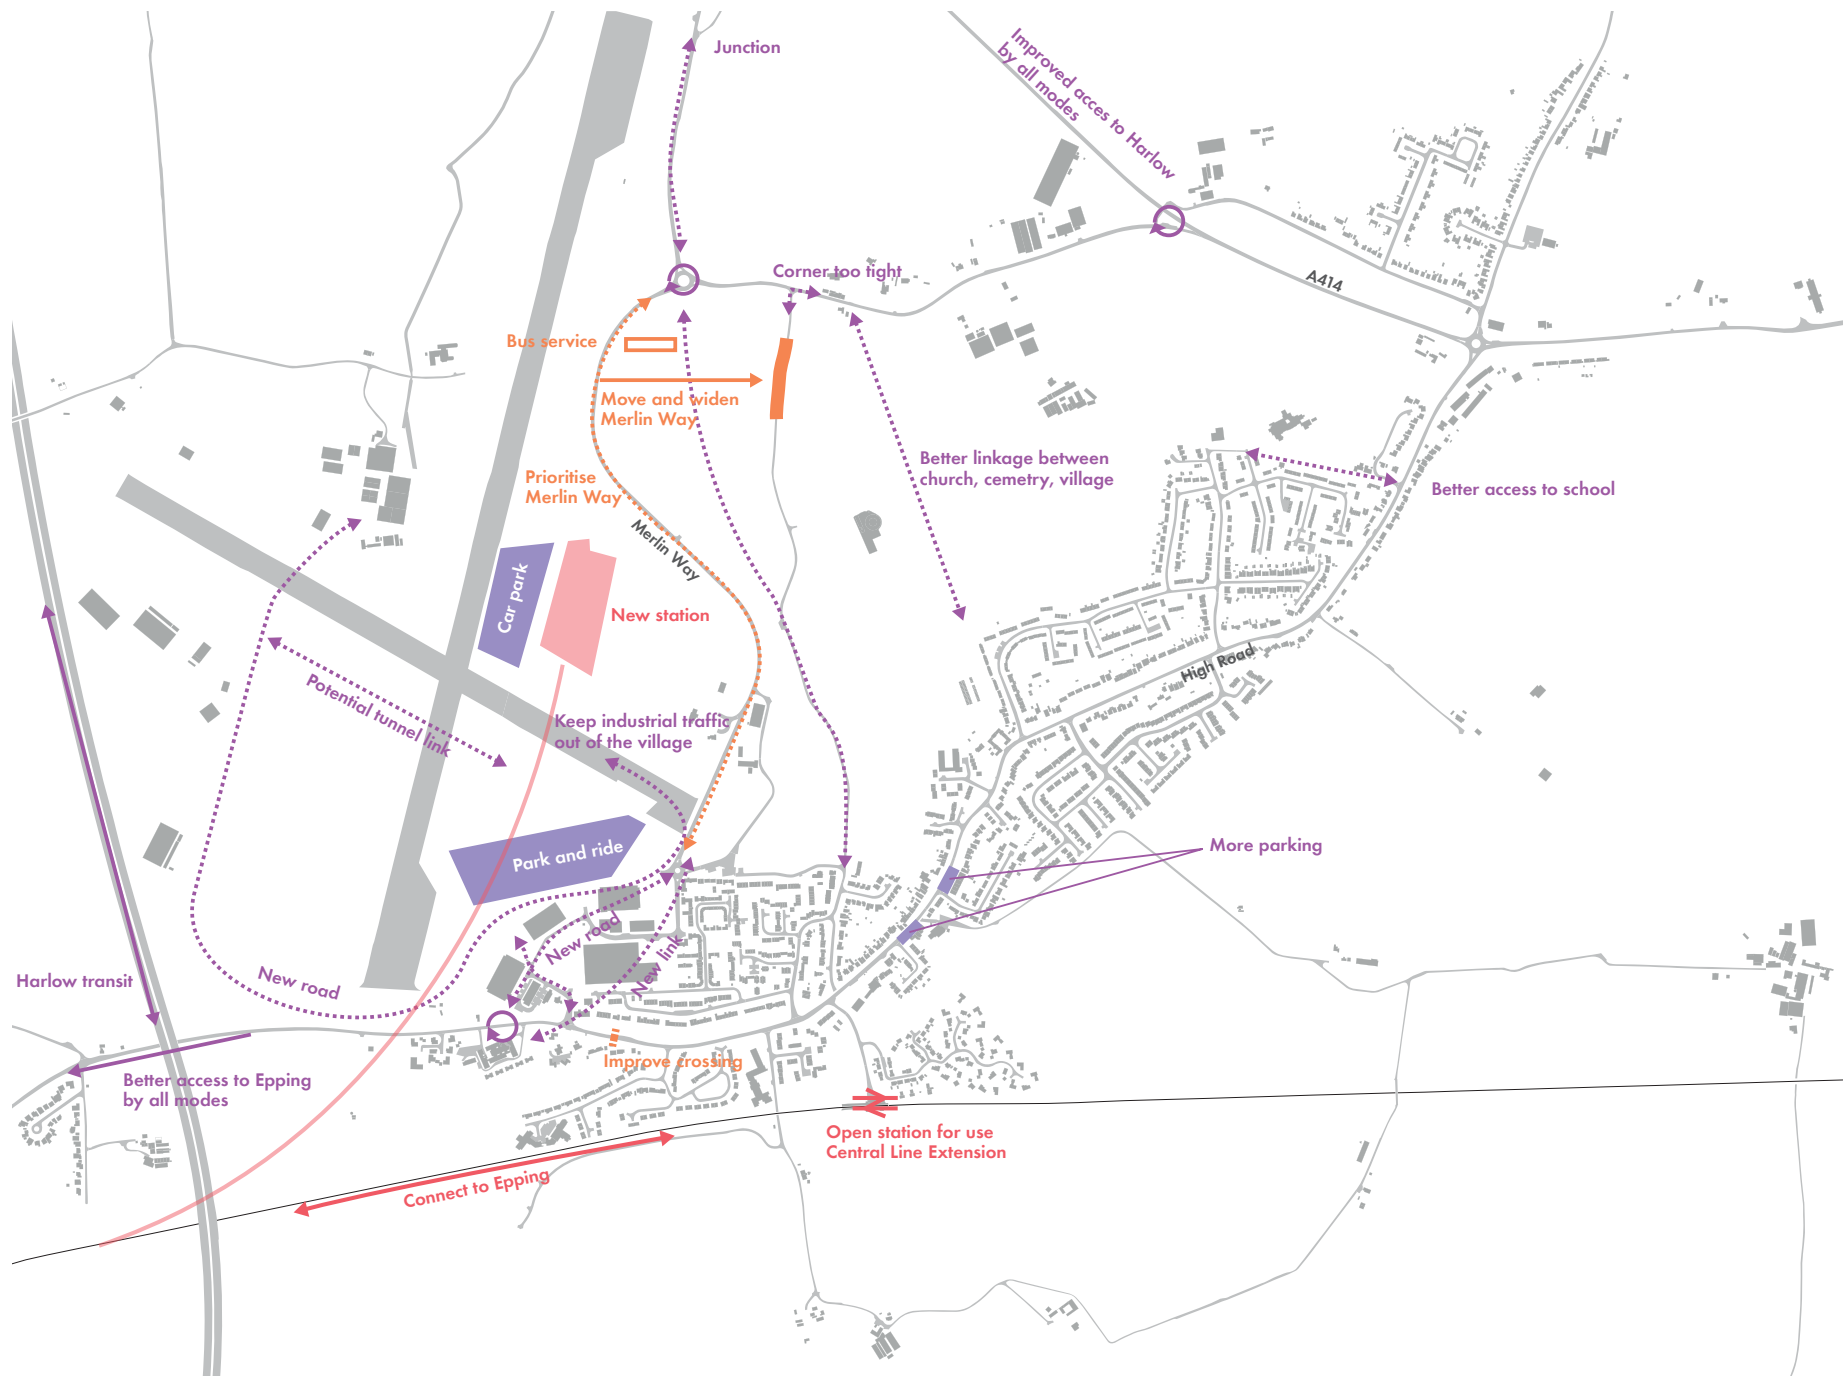 Junction
Improved acces to Harlow
by all modes
Corner too tight
A414
Bus service
Move and widen
Merlin Way
Prioritise
Merlin Way
Merlin Way
Better linkage between
church, cemetry, village
Better access to school
Car park
New station
High Road
Potential tunnel link
Keep industrial traffic
out of the village
Park and ride
More parking
New road
New link
Harlow transit
New road
Improve crossing
Better access to Epping
by all modes
Open station for use
Central Line Extension
Connect to Epping